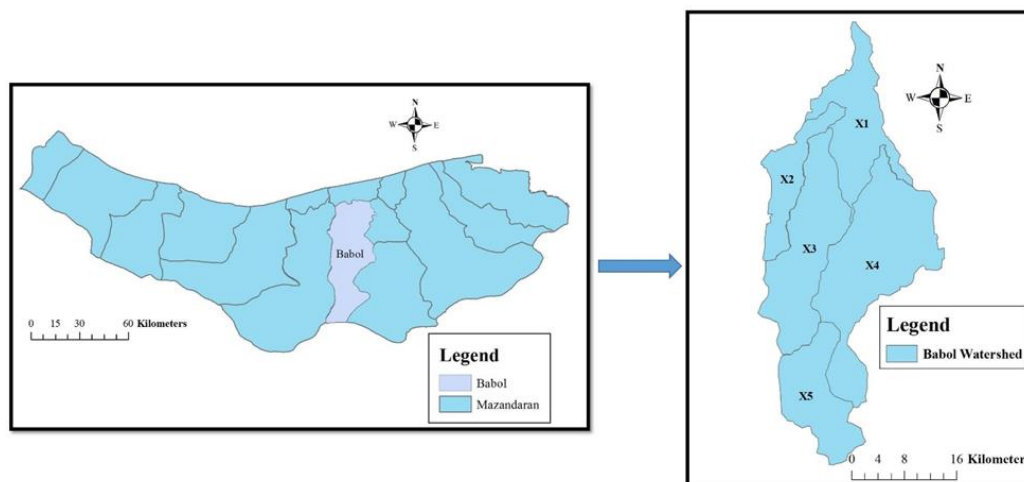 N
W E
S
Babol
0 15 30 60 Kilometers
Legend
Babol
Mazandaran
N
W E
S
X1
X2
X3
X4
X5
Legend
Babol Watershed
0 4 8 16 Kilometer